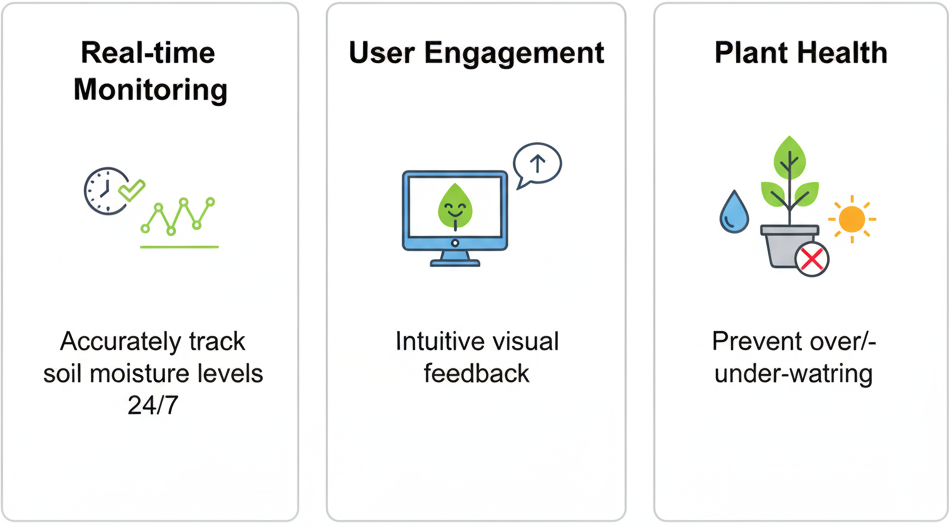 Real-time
Monitoring
Accurately track
soil moisture levels
24/7
User Engagement
Intuitive visual
feedback
Plant Health
Prevent over/-
under-watring